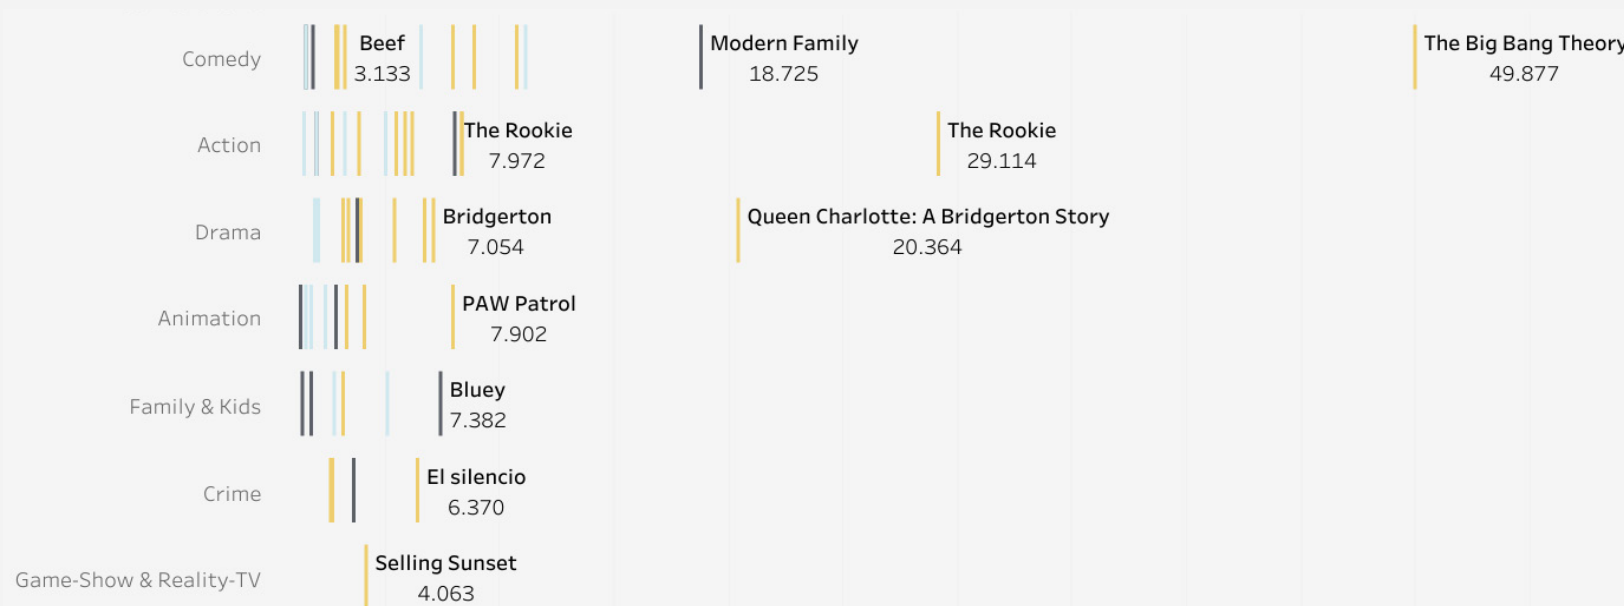 Comedy
Beef
3.133
Modern Family
18.725
The Big Bang Theory
49.877
Action
The Rookie
7.972
The Rookie
29.114
Drama
Bridgerton
7.054
Queen Charlotte: A Bridgerton Story
20.364
Animation
PAW Patrol
7.902
Family & Kids
Bluey
7.382
Crime
El silencio
6.370
Game-Show & Reality-TV
Selling Sunset
4.063